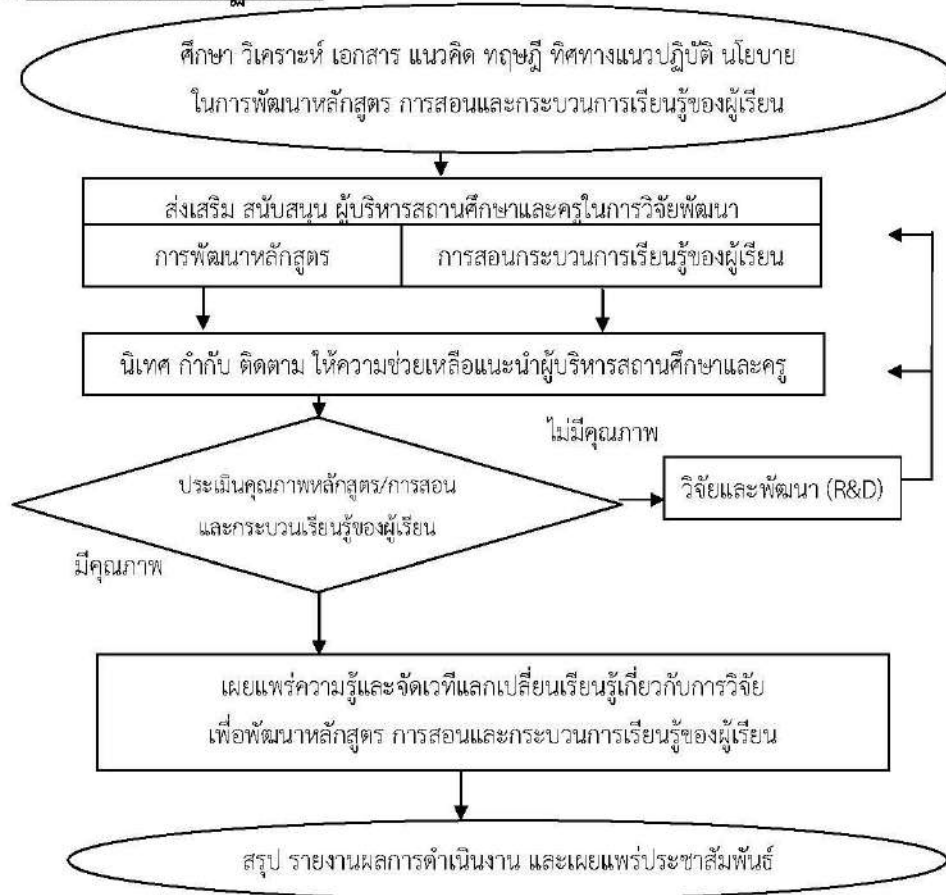 ศึกษา วิเคราะห์ เอกสาร แนวคิด ทฤษฎี ทิศทางแนวปฏิบัติ นโยบาย
ในการพัฒนาหลักสูตร การสอนและกระบวนการเรียนรู้ของผู้เรียน
ส่งเสริม สนับสนุน ผู้บริหารสถานศึกษาและครูในการวิจัยพัฒนา
การพัฒนาหลักสูตร
การสอนกระบวนการเรียนรู้ของผู้เรียน
นิเทศ กำกับ ติดตาม ให้ความช่วยเหลือแนะนำผู้บริหารสถานศึกษาและครู
ไม่มีคุณภาพ
ประเมินคุณภาพหลักสูตร/การสอน
และกระบวนเรียนรู้ของผู้เรียน
วิจัยและพัฒนา (R&D)
มีคุณภาพ
เผยแพร่ความรู้และจัดเวทีแลกเปลี่ยนเรียนรู้เกี่ยวกับการวิจัย
เพื่อพัฒนาหลักสูตร การสอนและกระบวนการเรียนรู้ของผู้เรียน
สรุป รายงานผลการดำเนินงาน และเผยแพร่ประชาสัมพันธ์